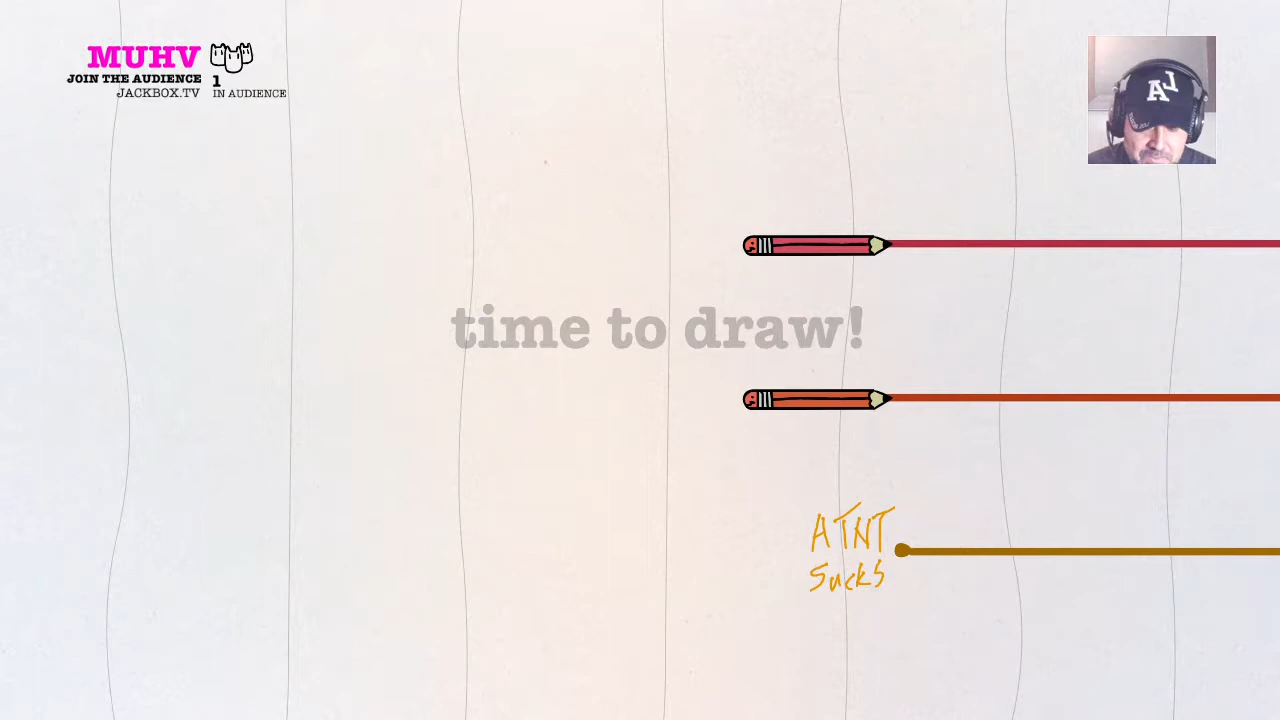 MUHV
JOIN THE AUDIENCE
JACKBOX.TV
1
IN AUDIENCE
time to draw!
ATNT
Sucks